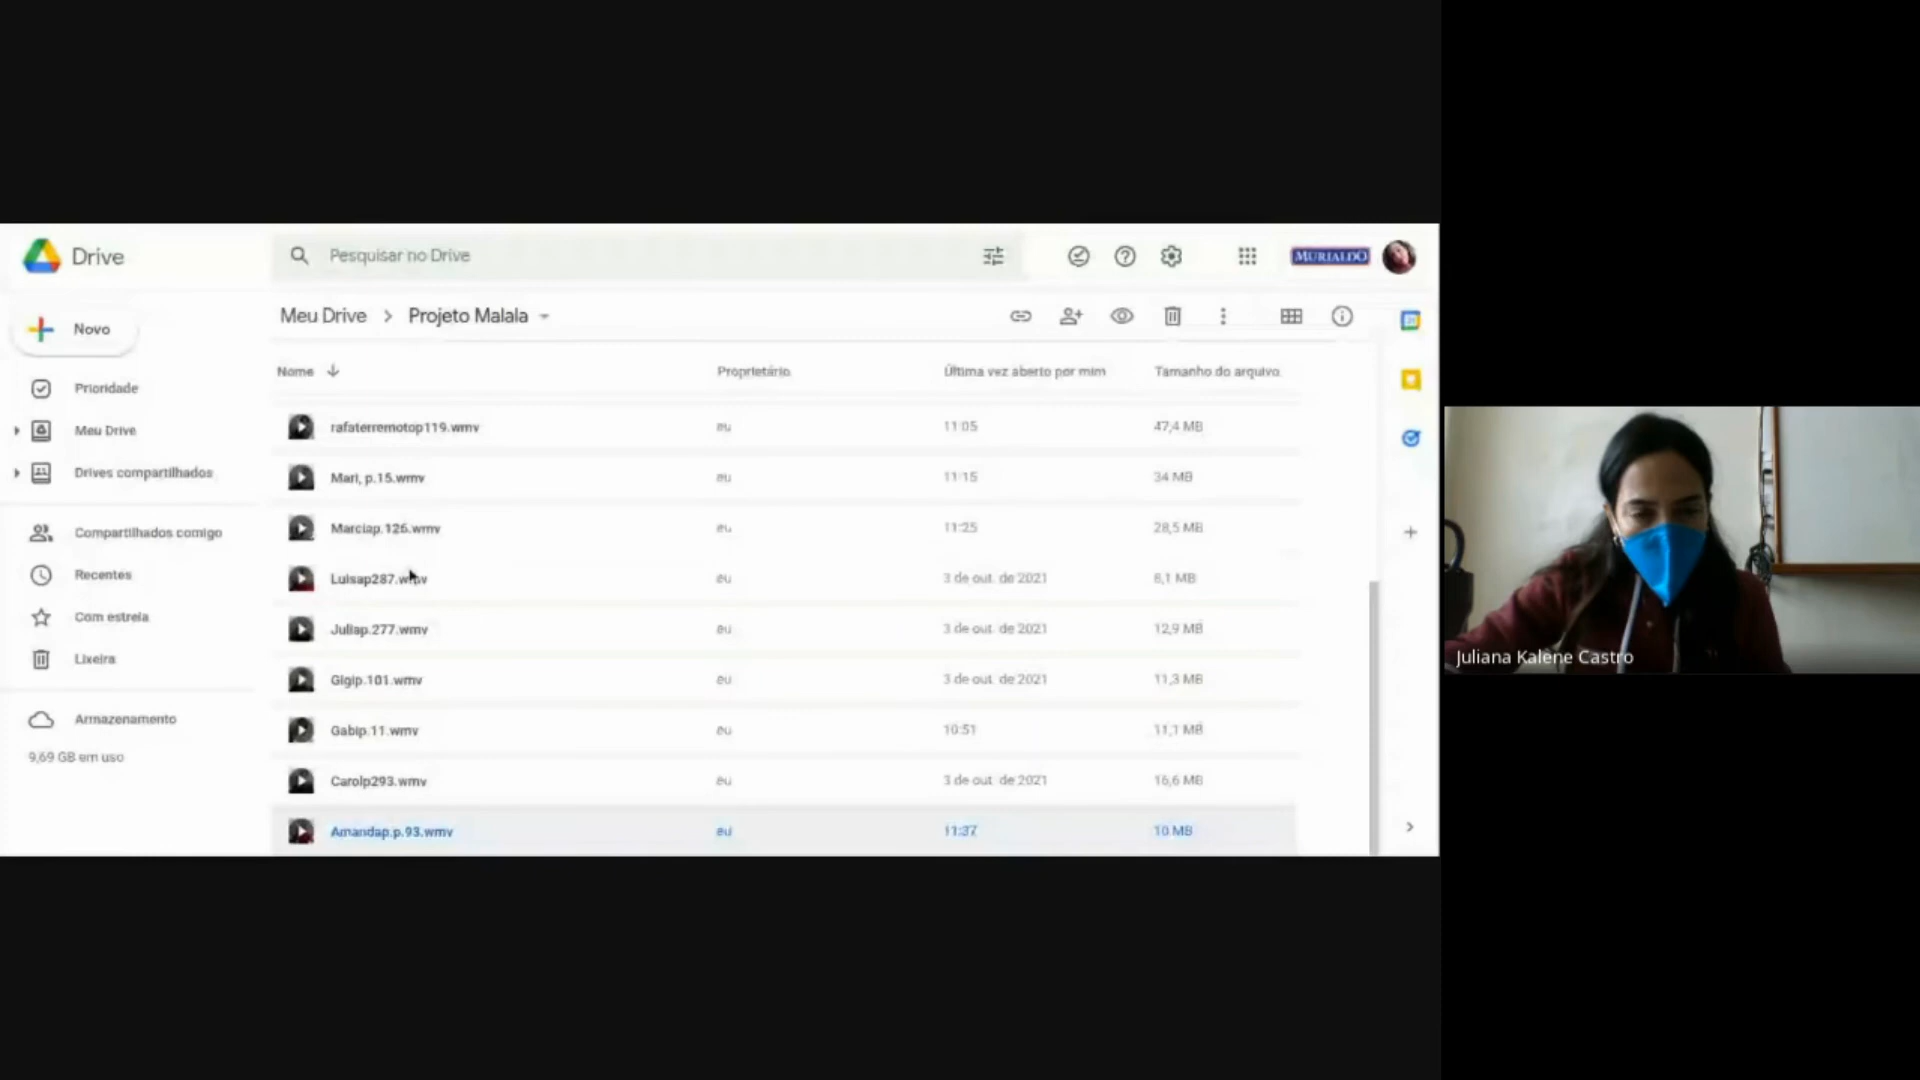 Drive
Pesquisar no Drive
MURIALDO
Novo
Meu Drive > Projeto Malala
Nome
Proprietário
Última vez aberto por mim
Tamanho do arquivo
Prioridade
Meu Drive
Drives compartilhados
Compartilhados comigo
Recentes
Com estrela
Lixeira
Armazenamento
9,69 GB em uso
rafaterremotop119.wmv eu 11:05 47,4 MB
Mari, p.15.wmv eu 11:15 34 MB
Marciap.126.wmv eu 11:25 28,5 MB
Luisap287.wmv eu 3 de out. de 2021 8,1 MB
Juliap.277.wmv eu 3 de out. de 2021 12,9 MB
Gigip.101.wmv eu 3 de out. de 2021 11,3 MB
Gabip.11.wmv eu 10:51 11,1 MB
Carolp293.wmv eu 3 de out. de 2021 16,6 MB
Amandap.p.93.wmv eu 11:37 10 MB
Juliana Kalene Castro